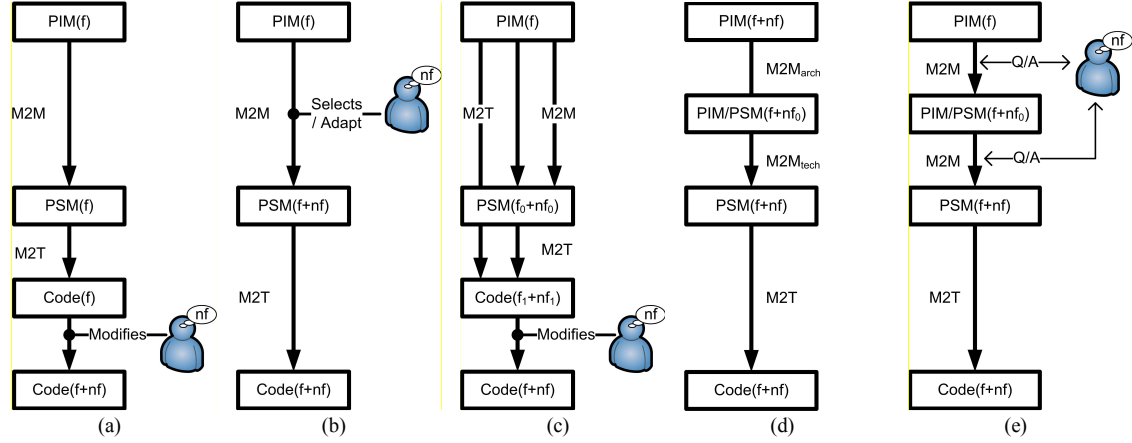 PIM(f)
M2M
PSM(f)
M2T
Code(f)
Modifies
nf
Code(f+nf)
(a)
PIM(f)
M2M
Selects
/ Adapt
nf
PSM(f+nf)
M2T
Code(f+nf)
(b)
PIM(f)
M2T
M2M
PSM(f₀+nf₀)
M2T
Code(f₁+nf₁)
Modifies
nf
Code(f+nf)
(c)
PIM(f+nf)
M2March
PIM/PSM(f+nf₀)
M2Mtech
PSM(f+nf)
M2T
Code(f+nf)
(d)
PIM(f)
M2M
Q/A
nf
PIM/PSM(f+nf₀)
M2M
Q/A
PSM(f+nf)
M2T
Code(f+nf)
(e)